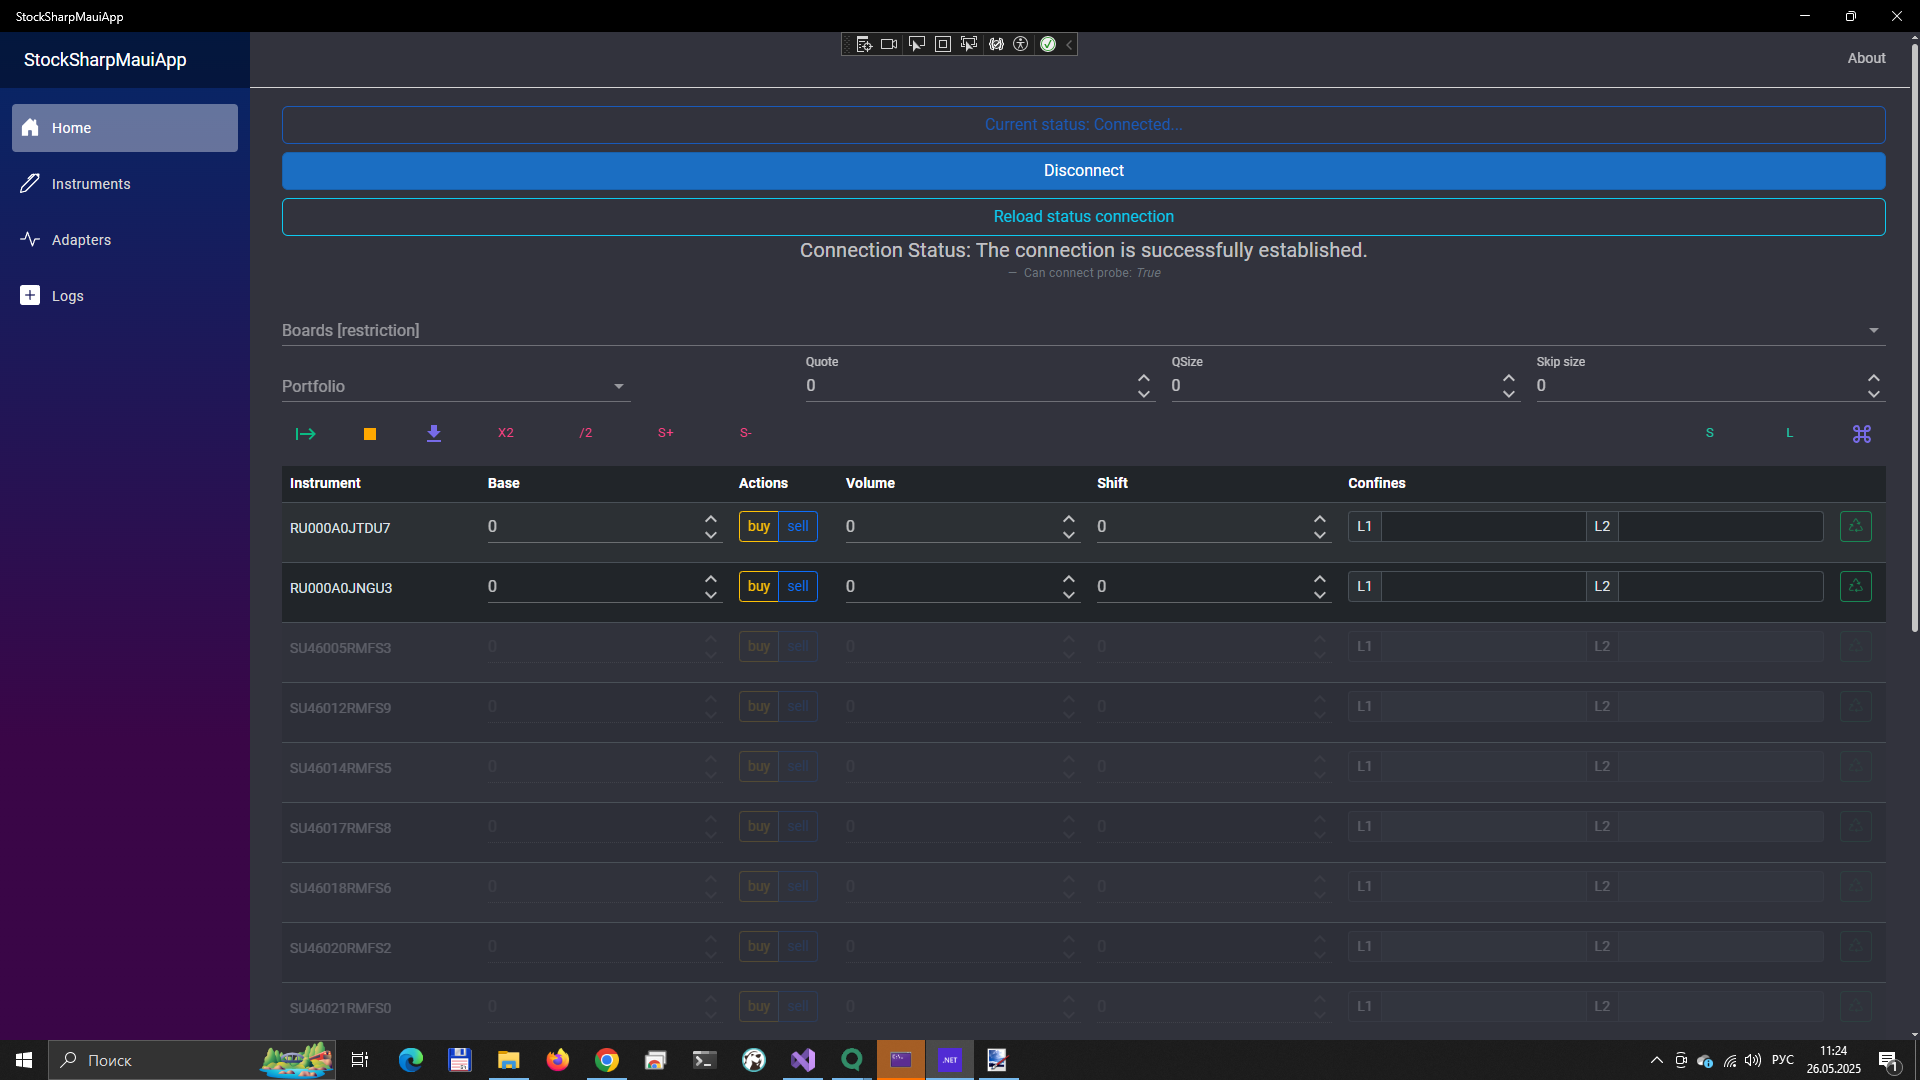 StockSharpMauiApp
StockSharpMauiApp
About
Home
Instruments
Adapters
Logs
Current status: Connected...
Disconnect
Reload status connection
Connection Status: The connection is successfully established.
— Can connect probe: True
Boards [restriction]
Portfolio
Quote
0
QSize
0
Skip size
0
X2
/2
S+
S-
S
L
Instrument Base Actions Volume Shift Confines
RU000A0JTDU7 0 buy sell 0 0 L1 L2
RU000A0JNGU3 0 buy sell 0 0 L1 L2
SU46005RMFS3 0 buy sell 0 0 L1 L2
SU46012RMFS9 0 buy sell 0 0 L1 L2
SU46014RMFS5 0 buy sell 0 0 L1 L2
SU46017RMFS8 0 buy sell 0 0 L1 L2
SU46018RMFS6 0 buy sell 0 0 L1 L2
SU46020RMFS2 0 buy sell 0 0 L1 L2
SU46021RMFS0 0 buy sell 0 0 L1 L2
Поиск
.NET
РУС
11:24
26.05.2025
1